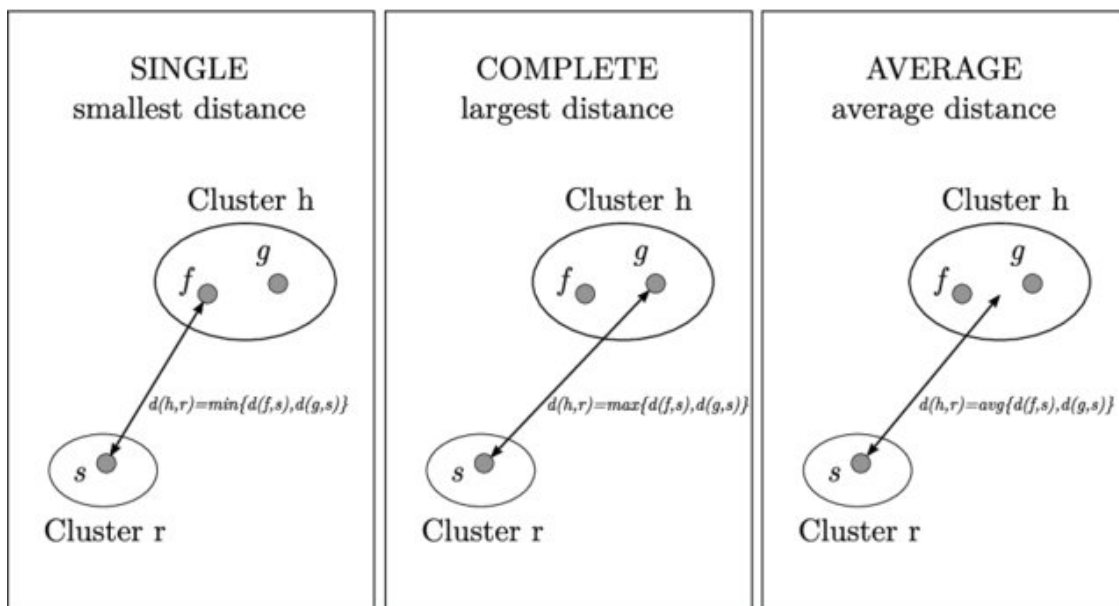 SINGLE
smallest distance
Cluster h
g
f
d(h,r)=min{d(f,s),d(g,s)}
s
Cluster r
COMPLETE
largest distance
Cluster h
g
f
d(h,r)=max{d(f,s),d(g,s)}
s
Cluster r
AVERAGE
average distance
Cluster h
g
f
d(h,r)=avg{d(f,s),d(g,s)}
s
Cluster r